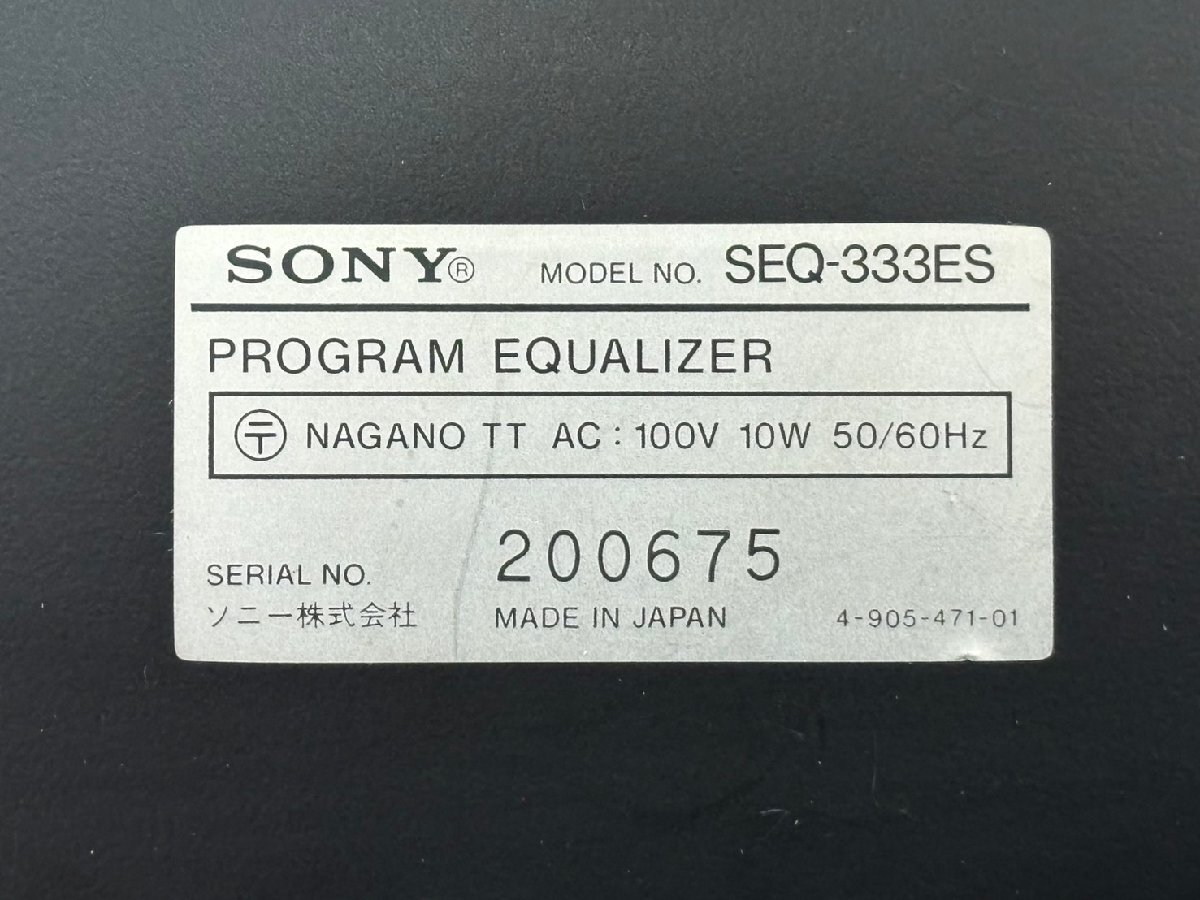 SONY® MODEL NO. SEQ-333ES
PROGRAM EQUALIZER
〒 NAGANO TT AC : 100V 10W 50/60Hz
SERIAL NO. 200675
ソニー株式会社 MADE IN JAPAN 4-905-471-01